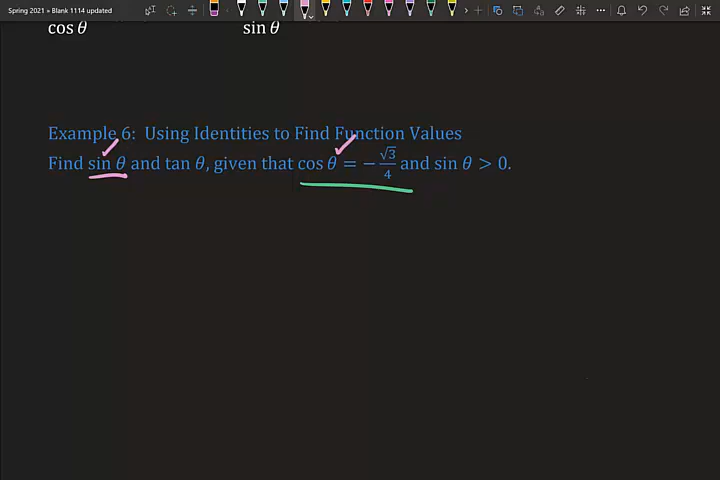 Spring 2021 » Blank 1114 updated
cos θ sin θ
Example 6: Using Identities to Find Function Values
Find sin θ and tan θ, given that cos θ = −√3/4 and sin θ > 0.